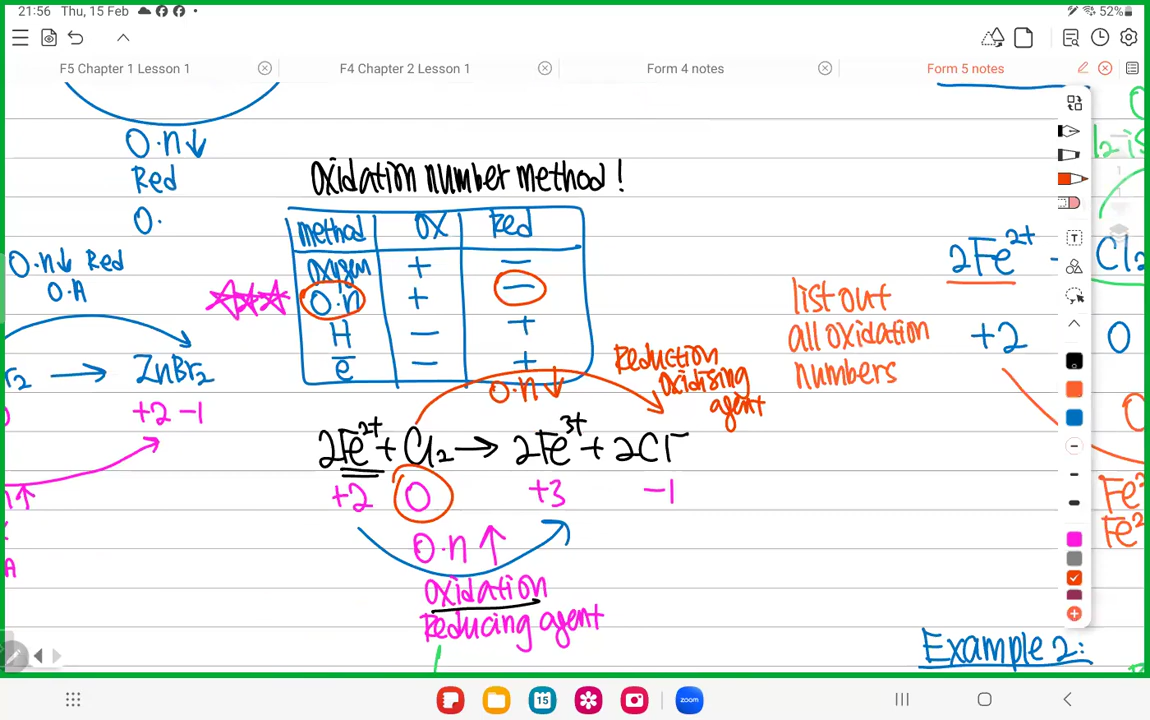 21:56 Thu, 15 Feb
52%
F5 Chapter 1 Lesson 1
F4 Chapter 2 Lesson 1
Form 4 notes
Form 5 notes
O.n↓
Red
O.
O.n↓ Red
O.A
→ ZnBr₂
+2 -1
Oxidation number method!
method OX Red
oxygen + −
O.n + −
H − +
e̅ − +
O.n↓
Reduction
Oxidising
agent
2Fe²⁺ + Cl₂ → 2Fe³⁺ + 2Cl⁻
+2 0 +3 -1
O.n↑
Oxidation
Reducing agent
list out
all oxidation
numbers
2Fe²⁺
Cl₂
+2 0
Example 2: